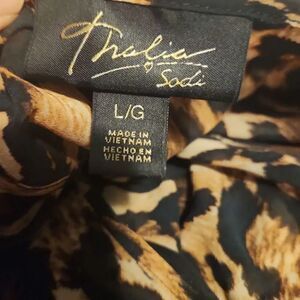 Thalia
Sodi
L/G
MADE IN
VIETNAM
HECHO EN
VIETNAM